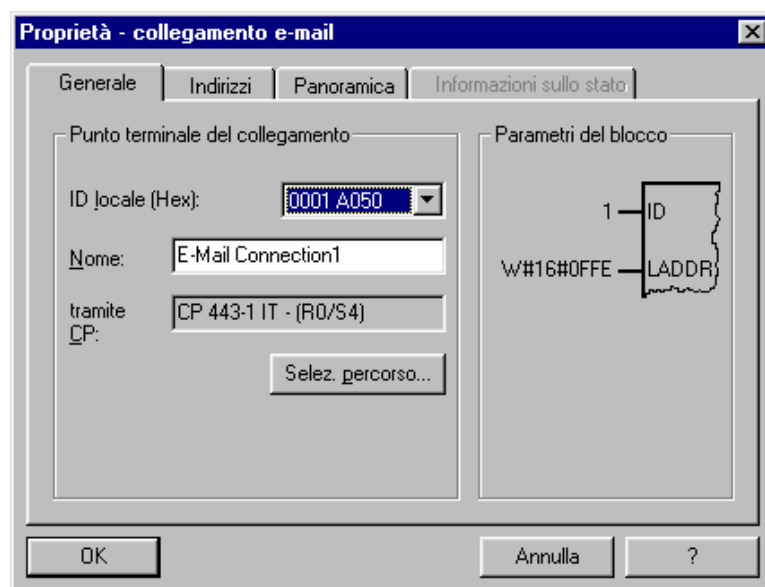 Proprietà - collegamento e-mail
Generale Indirizzi Panoramica Informazioni sullo stato
Punto terminale del collegamento
ID locale (Hex): 0001 A050
Nome: E-Mail Connection1
tramite CP: CP 443-1 IT - (R0/S4)
Selez. percorso...
Parametri del blocco
1 ID
W#16#0FFE LADDR
OK Annulla ?